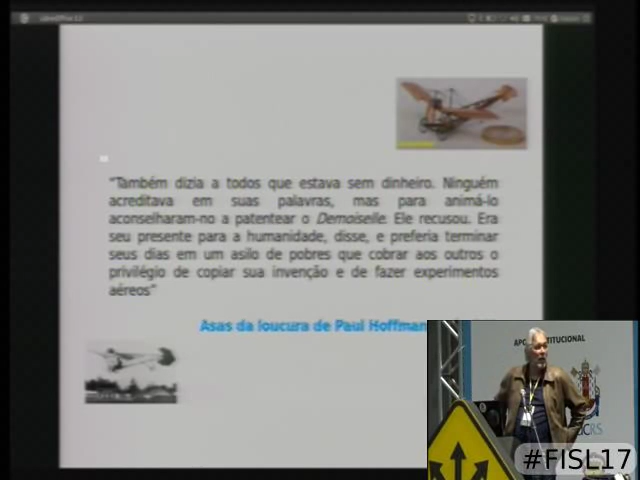 "Também dizia a todos que estava sem dinheiro. Ninguém
acreditava em suas palavras, mas para animá-lo
aconselharam-no a patentear o Demoiselle. Ele recusou. Era
seu presente para a humanidade, disse, e preferia terminar
seus dias em um asilo de pobres que cobrar aos outros o
privilégio de copiar sua invenção e de fazer experimentos
aéreos"
Asas da loucura de Paul Hoffman
#FISL17